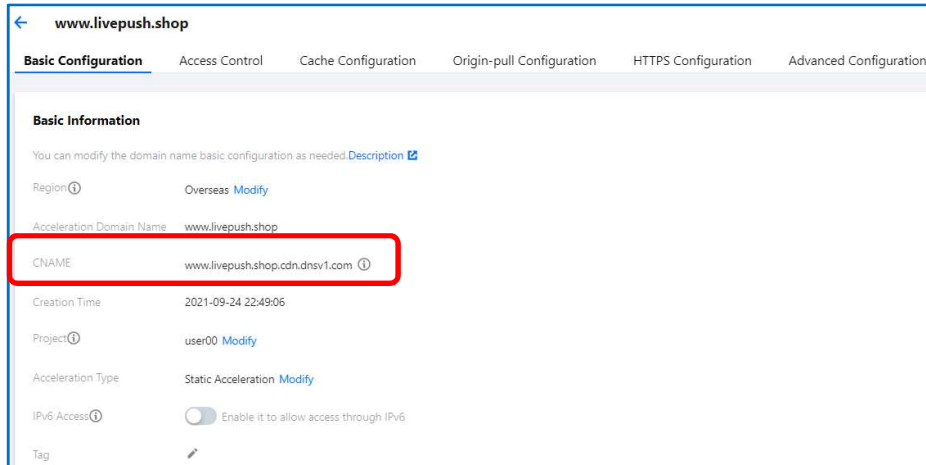 www.livepush.shop
Basic Configuration Access Control Cache Configuration Origin-pull Configuration HTTPS Configuration Advanced Configuration
Basic Information
You can modify the domain name basic configuration as needed.Description
Region Overseas Modify
Acceleration Domain Name www.livepush.shop
CNAME www.livepush.shop.cdn.dnsv1.com
Creation Time 2021-09-24 22:49:06
Project user00 Modify
Acceleration Type Static Acceleration Modify
IPv6 Access Enable it to allow access through IPv6
Tag